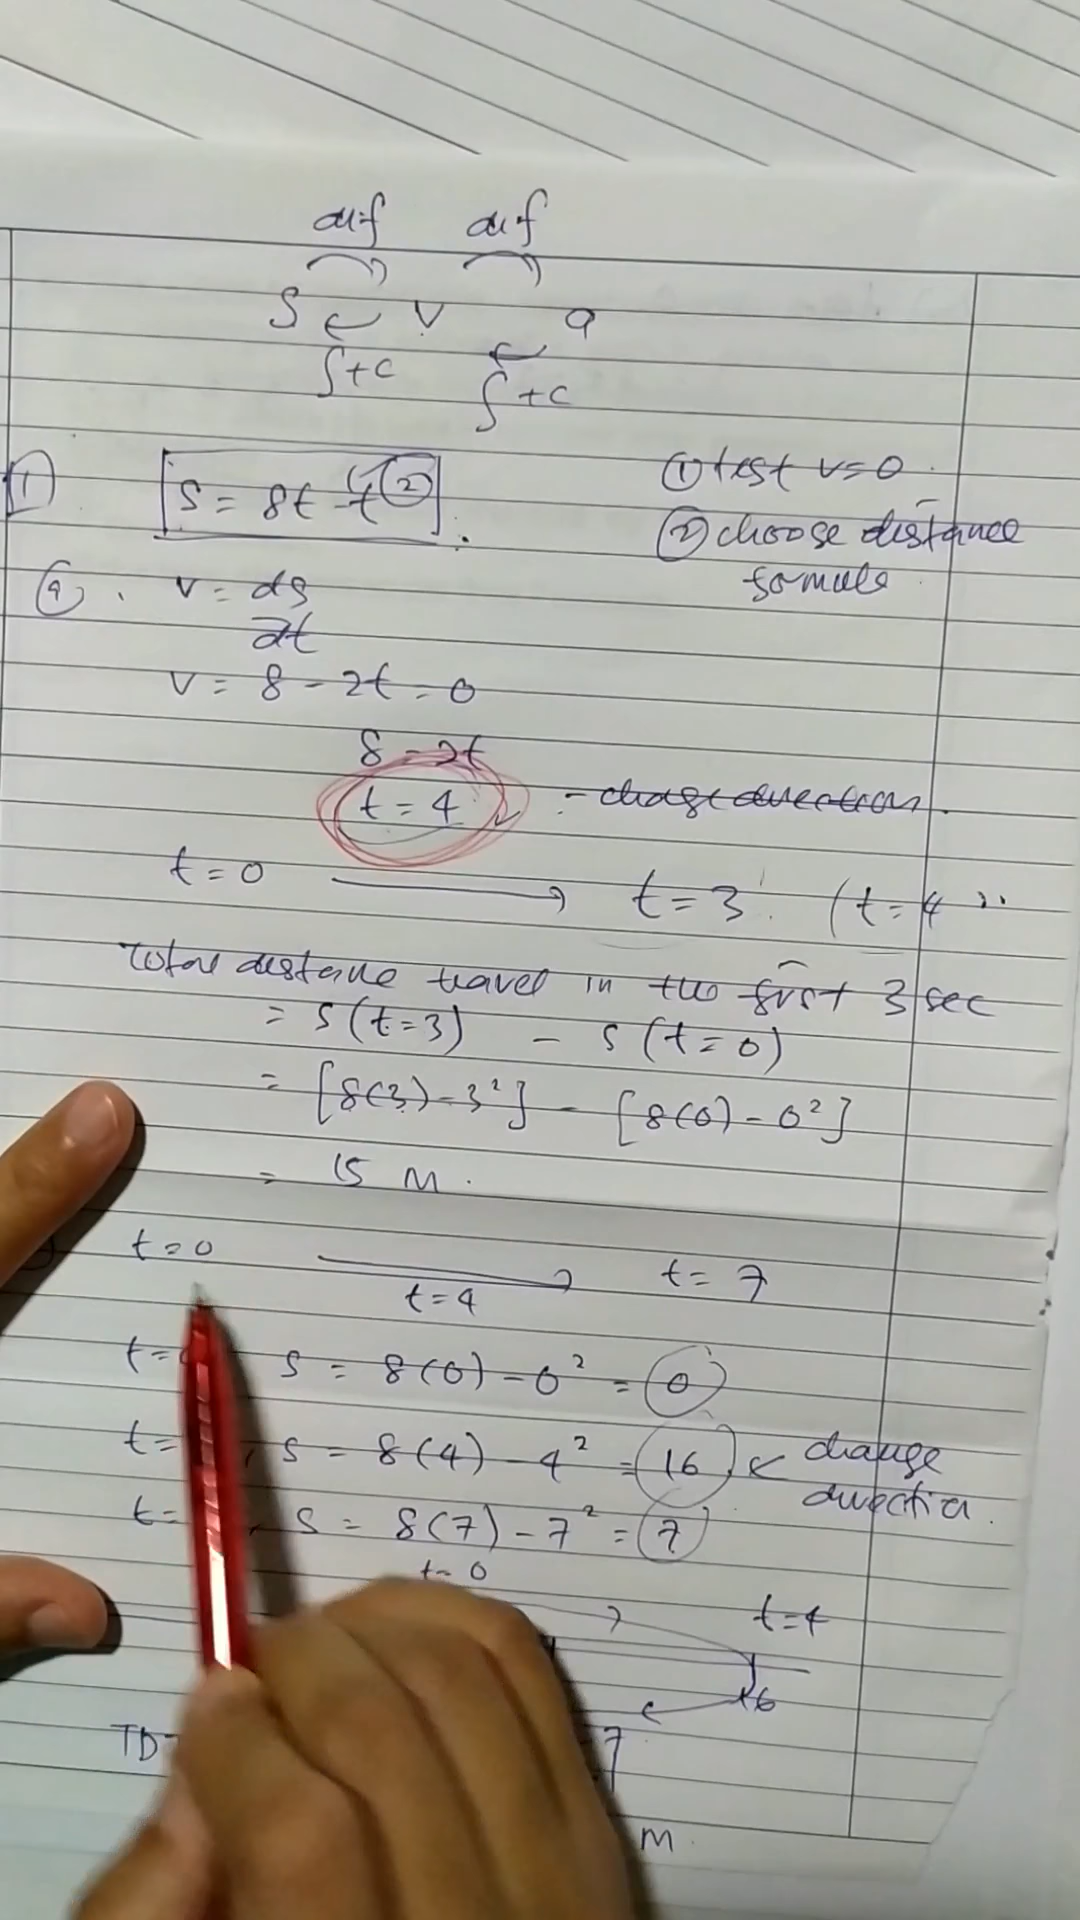 dif dif
S v a
∫+c ∫+c
1 S = 8t - t² ① test v=0
② choose distance
formula
a v = ds
dt
v = 8 - 2t = 0
8 = 2t
t = 4 - change direction.
t = 0 → t = 3 (t = 4
Total distance travel in the first 3 sec
= s(t=3) - s(t=0)
= [8(3) - 3²] - [8(0) - 0²]
= 15 m.
t = 0 → t = 7
t = 4
t = s = 8(0) - 0² = 0
t = , s = 8(4) - 4² = 16 ← change
direction.
t = , s = 8(7) - 7² = 7
t = 0
t = 4
16
TD 7
m